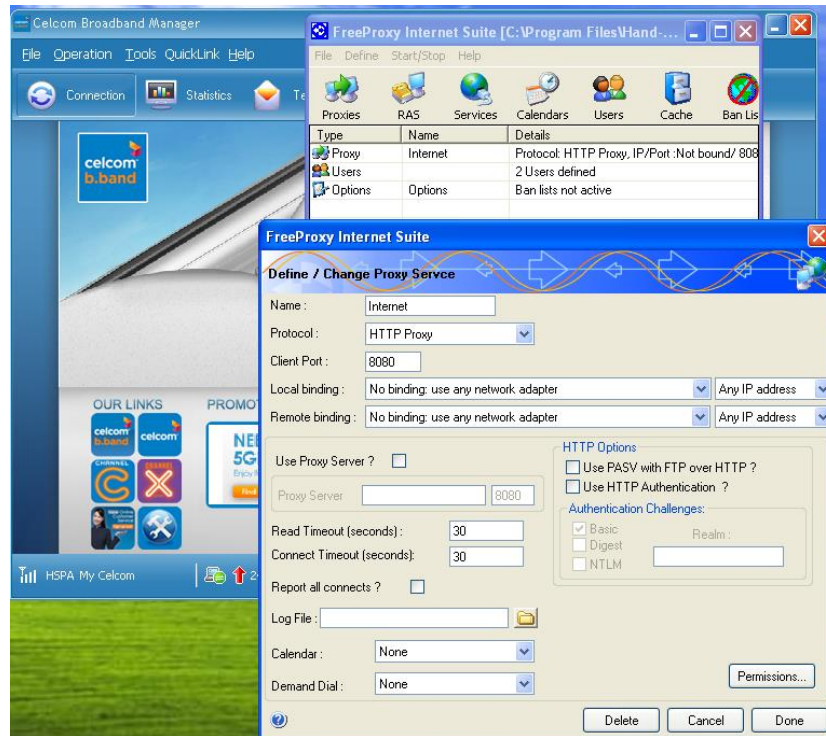 Celcom Broadband Manager
File Operation Tools QuickLink Help
Connection
Statistics
celcom
b.band
OUR LINKS
PROMO
celcom
b.band
celcom
CHANNEL
CHANNEL
C
X
NEE
5G
HSPA My Celcom
FreeProxy Internet Suite [C:\Program Files\Hand-...
File Define Start/Stop Help
Proxies RAS Services Calendars Users Cache Ban Lis
Type Name Details
Proxy Internet Protocol: HTTP Proxy, IP/Port :Not bound/ 808
Users 2 Users defined
Options Options Ban lists not active
FreeProxy Internet Suite
Define / Change Proxy Servce
Name : Internet
Protocol : HTTP Proxy
Client Port : 8080
Local binding : No binding: use any network adapter Any IP address
Remote binding : No binding: use any network adapter Any IP address
Use Proxy Server ?
Proxy Server 8080
Read Timeout (seconds) : 30
Connect Timeout (seconds): 30
Report all connects ?
Log File :
Calendar : None
Demand Dial : None
HTTP Options
Use PASV with FTP over HTTP ?
Use HTTP Authentication ?
Authentication Challenges:
Basic
Digest
NTLM
Realm :
Permissions...
Delete Cancel Done